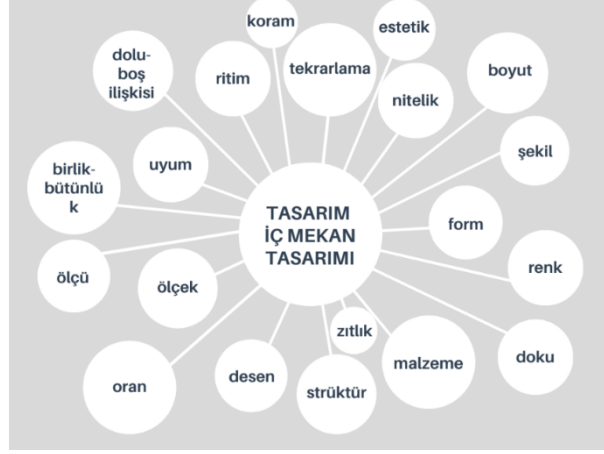 koram
estetik
dolu-
boş
ilişkisi
ritim
tekrarlama
boyut
nitelik
şekil
birlik-
bütünlü
k
uyum
TASARIM
İÇ MEKAN
TASARIMI
form
renk
ölçü
ölçek
zıtlık
malzeme
doku
oran
desen
strüktür